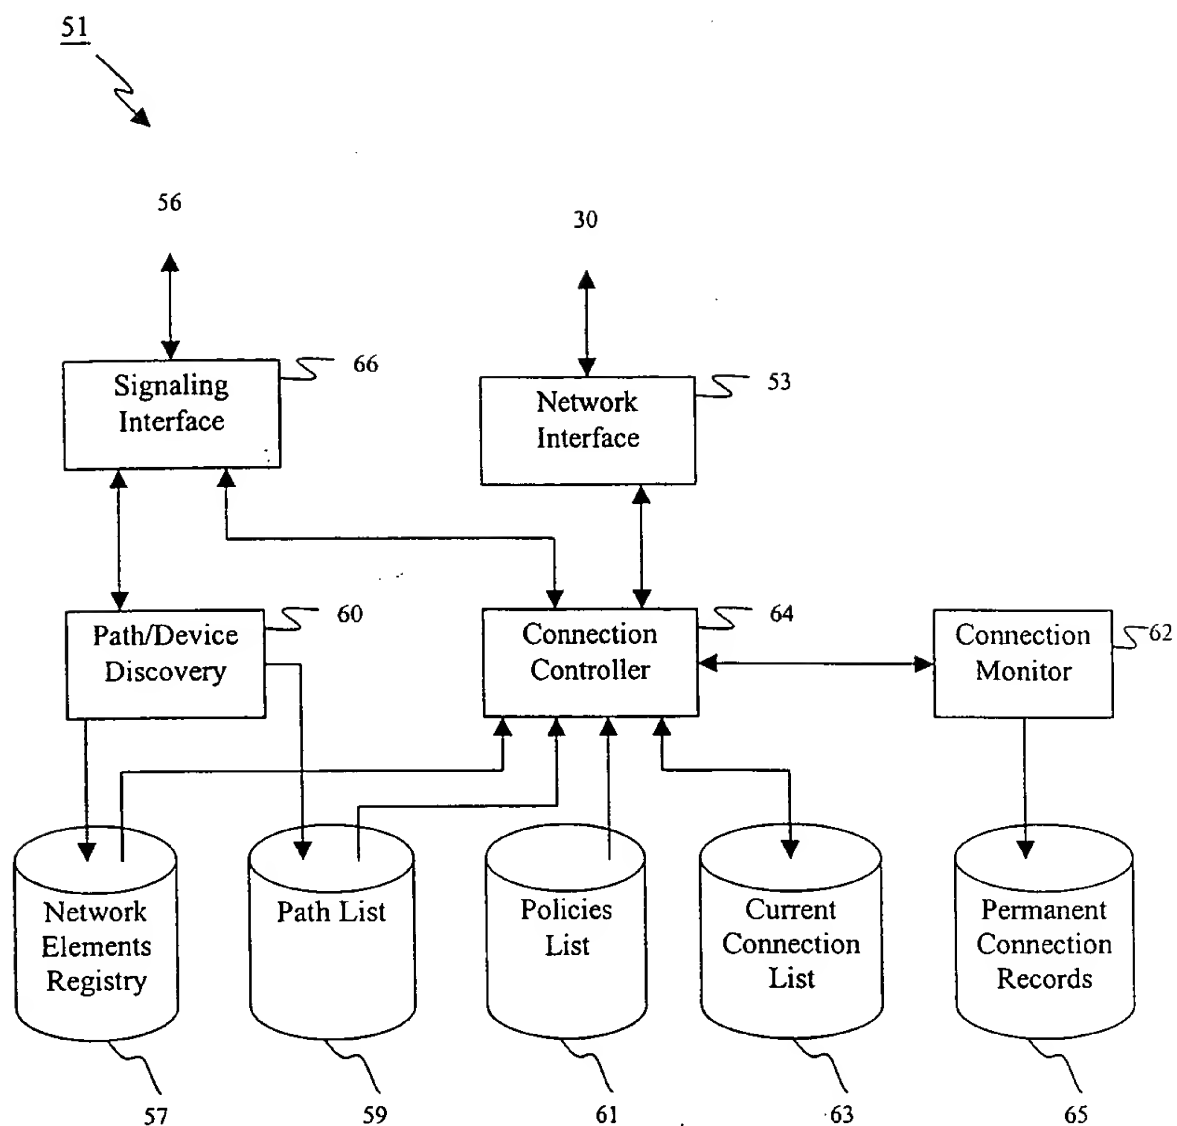 51
56
30
66
Signaling
Interface
53
Network
Interface
60
Path/Device
Discovery
64
Connection
Controller
62
Connection
Monitor
Network
Elements
Registry
Path List
Policies
List
Current
Connection
List
Permanent
Connection
Records
57
59
61
63
65